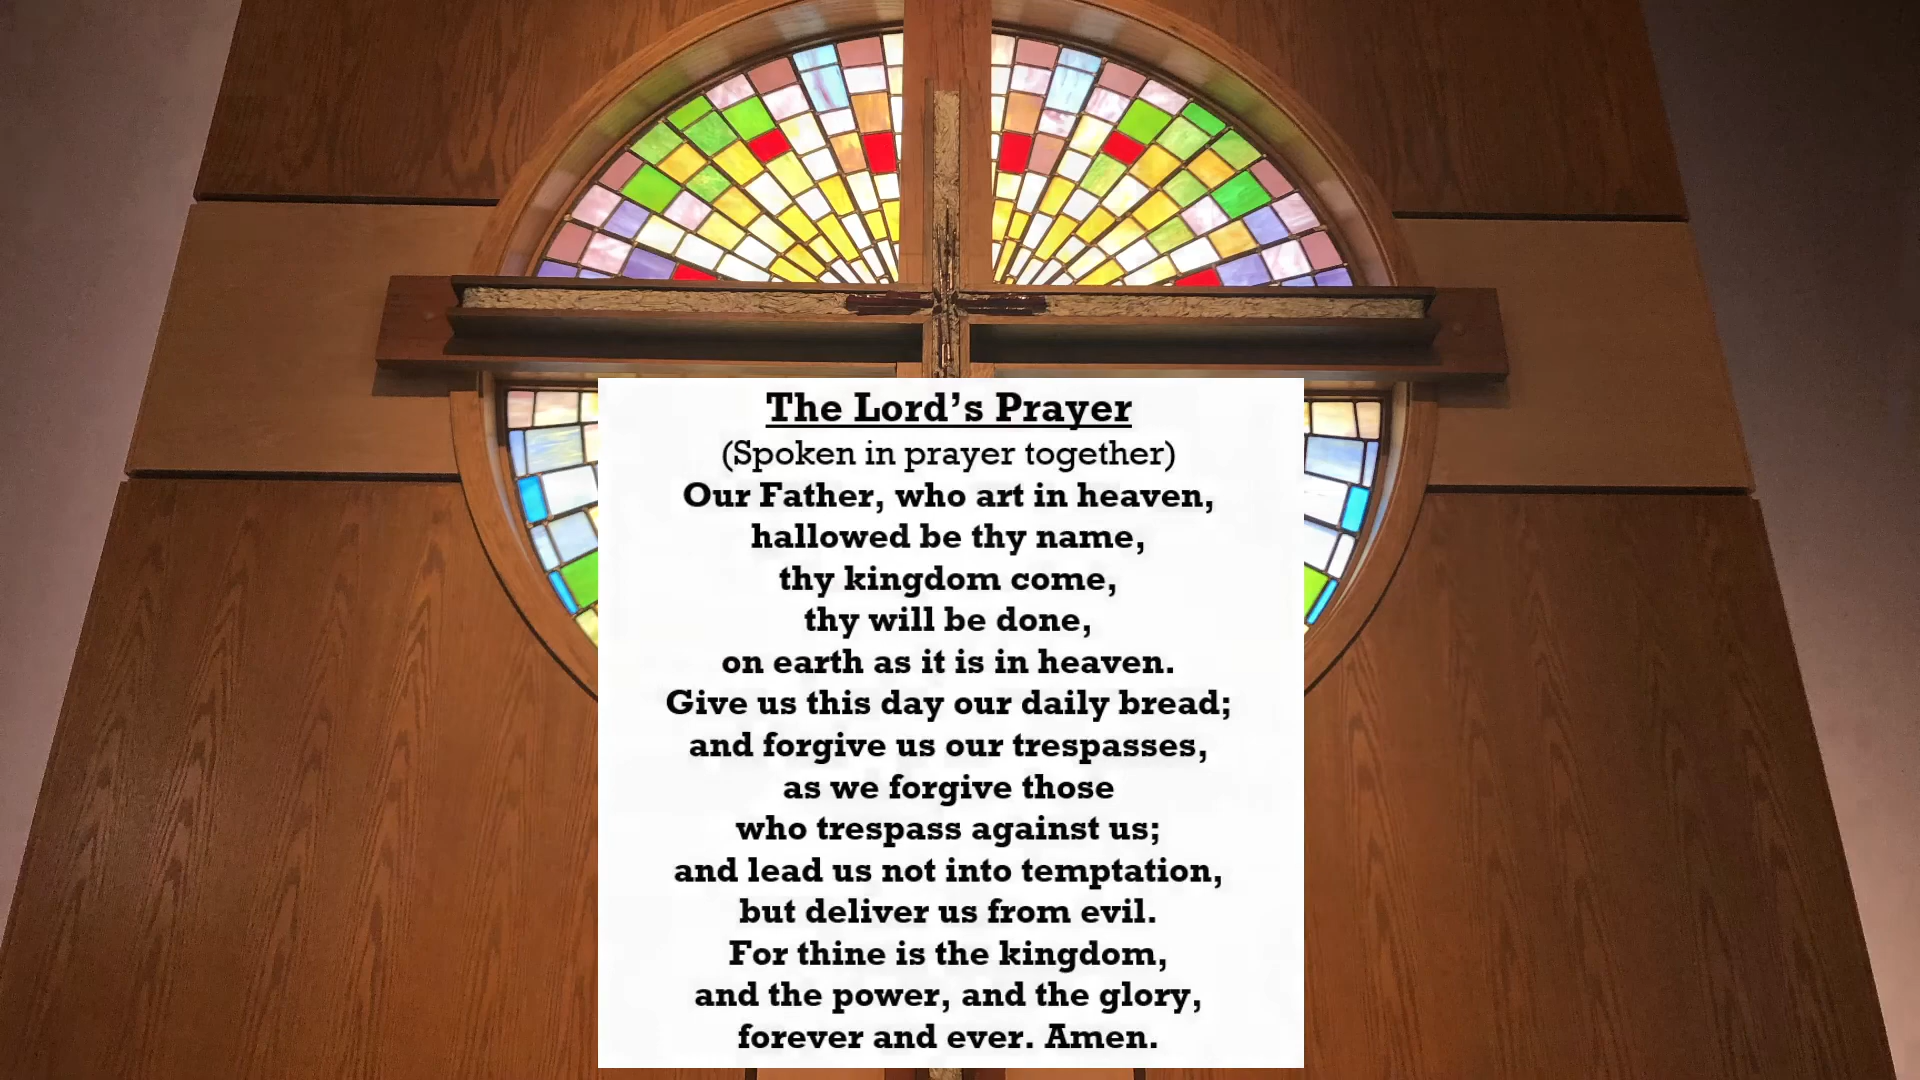 The Lord's Prayer
(Spoken in prayer together)
Our Father, who art in heaven,
hallowed be thy name,
thy kingdom come,
thy will be done,
on earth as it is in heaven.
Give us this day our daily bread;
and forgive us our trespasses,
as we forgive those
who trespass against us;
and lead us not into temptation,
but deliver us from evil.
For thine is the kingdom,
and the power, and the glory,
forever and ever. Amen.